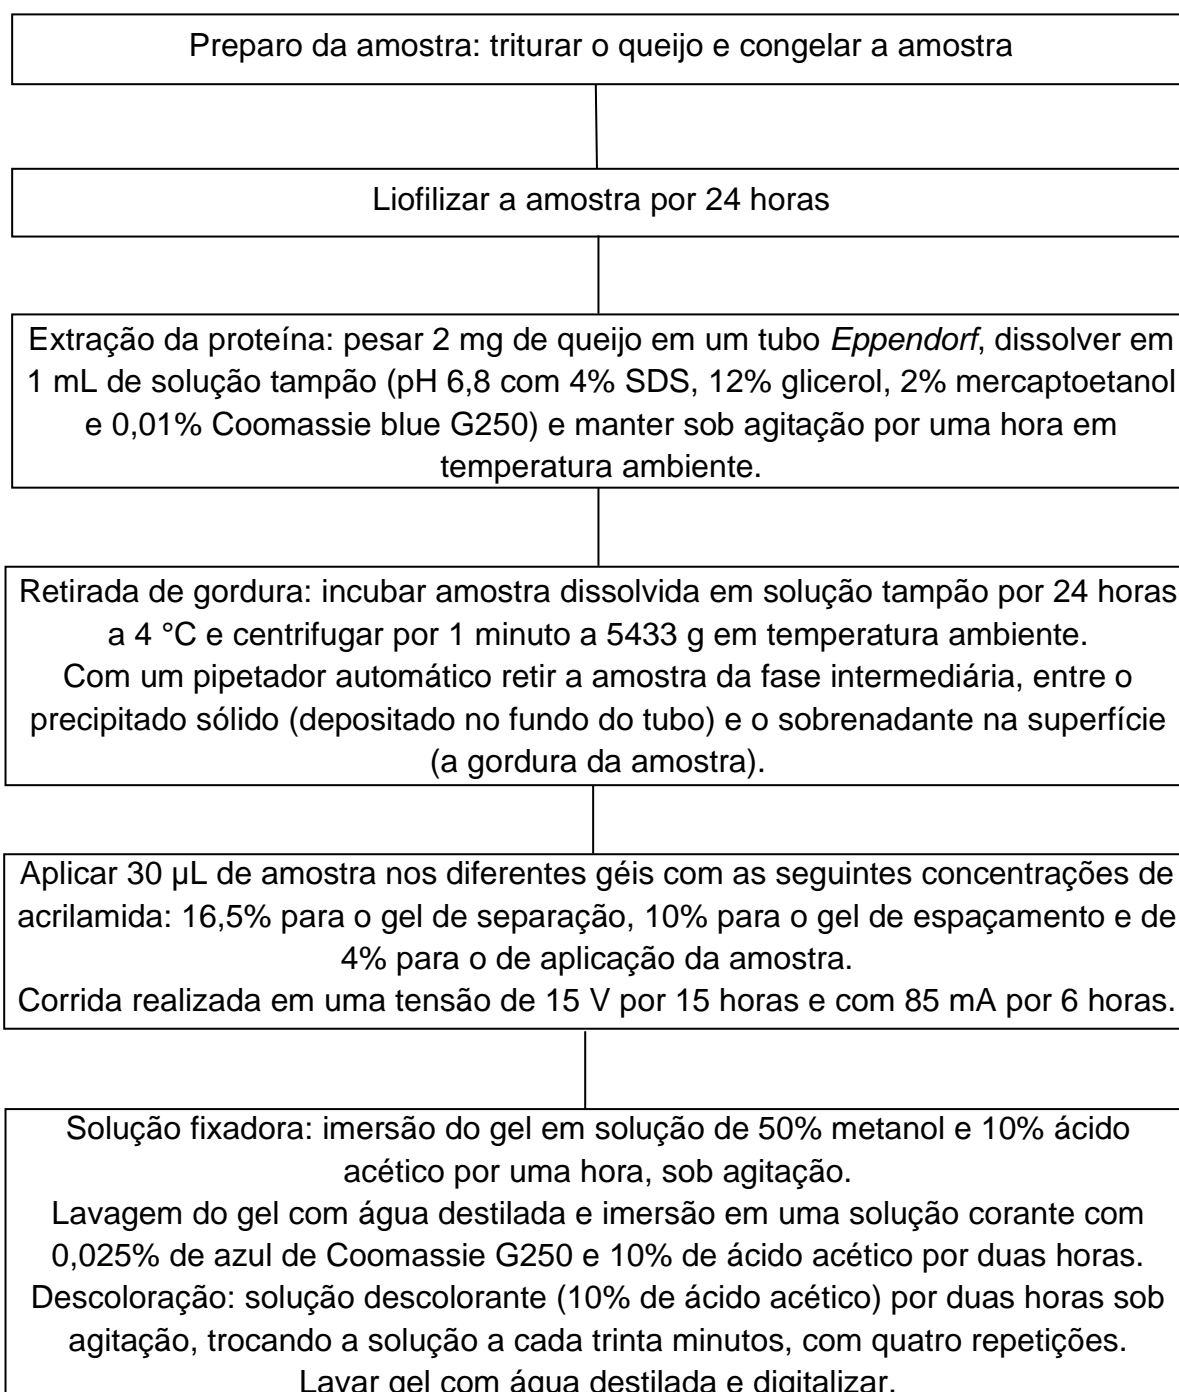 Preparo da amostra: triturar o queijo e congelar a amostra
Liofilizar a amostra por 24 horas
Extração da proteína: pesar 2 mg de queijo em um tubo Eppendorf, dissolver em
1 mL de solução tampão (pH 6,8 com 4% SDS, 12% glicerol, 2% mercaptoetanol
e 0,01% Coomassie blue G250) e manter sob agitação por uma hora em
temperatura ambiente.
Retirada de gordura: incubar amostra dissolvida em solução tampão por 24 horas
a 4 °C e centrifugar por 1 minuto a 5433 g em temperatura ambiente.
Com um pipetador automático retir a amostra da fase intermediária, entre o
precipitado sólido (depositado no fundo do tubo) e o sobrenadante na superfície
(a gordura da amostra).
Aplicar 30 µL de amostra nos diferentes géis com as seguintes concentrações de
acrilamida: 16,5% para o gel de separação, 10% para o gel de espaçamento e de
4% para o de aplicação da amostra.
Corrida realizada em uma tensão de 15 V por 15 horas e com 85 mA por 6 horas.
Solução fixadora: imersão do gel em solução de 50% metanol e 10% ácido
acético por uma hora, sob agitação.
Lavagem do gel com água destilada e imersão em uma solução corante com
0,025% de azul de Coomassie G250 e 10% de ácido acético por duas horas.
Descoloração: solução descolorante (10% de ácido acético) por duas horas sob
agitação, trocando a solução a cada trinta minutos, com quatro repetições.
Lavar gel com água destilada e digitalizar.